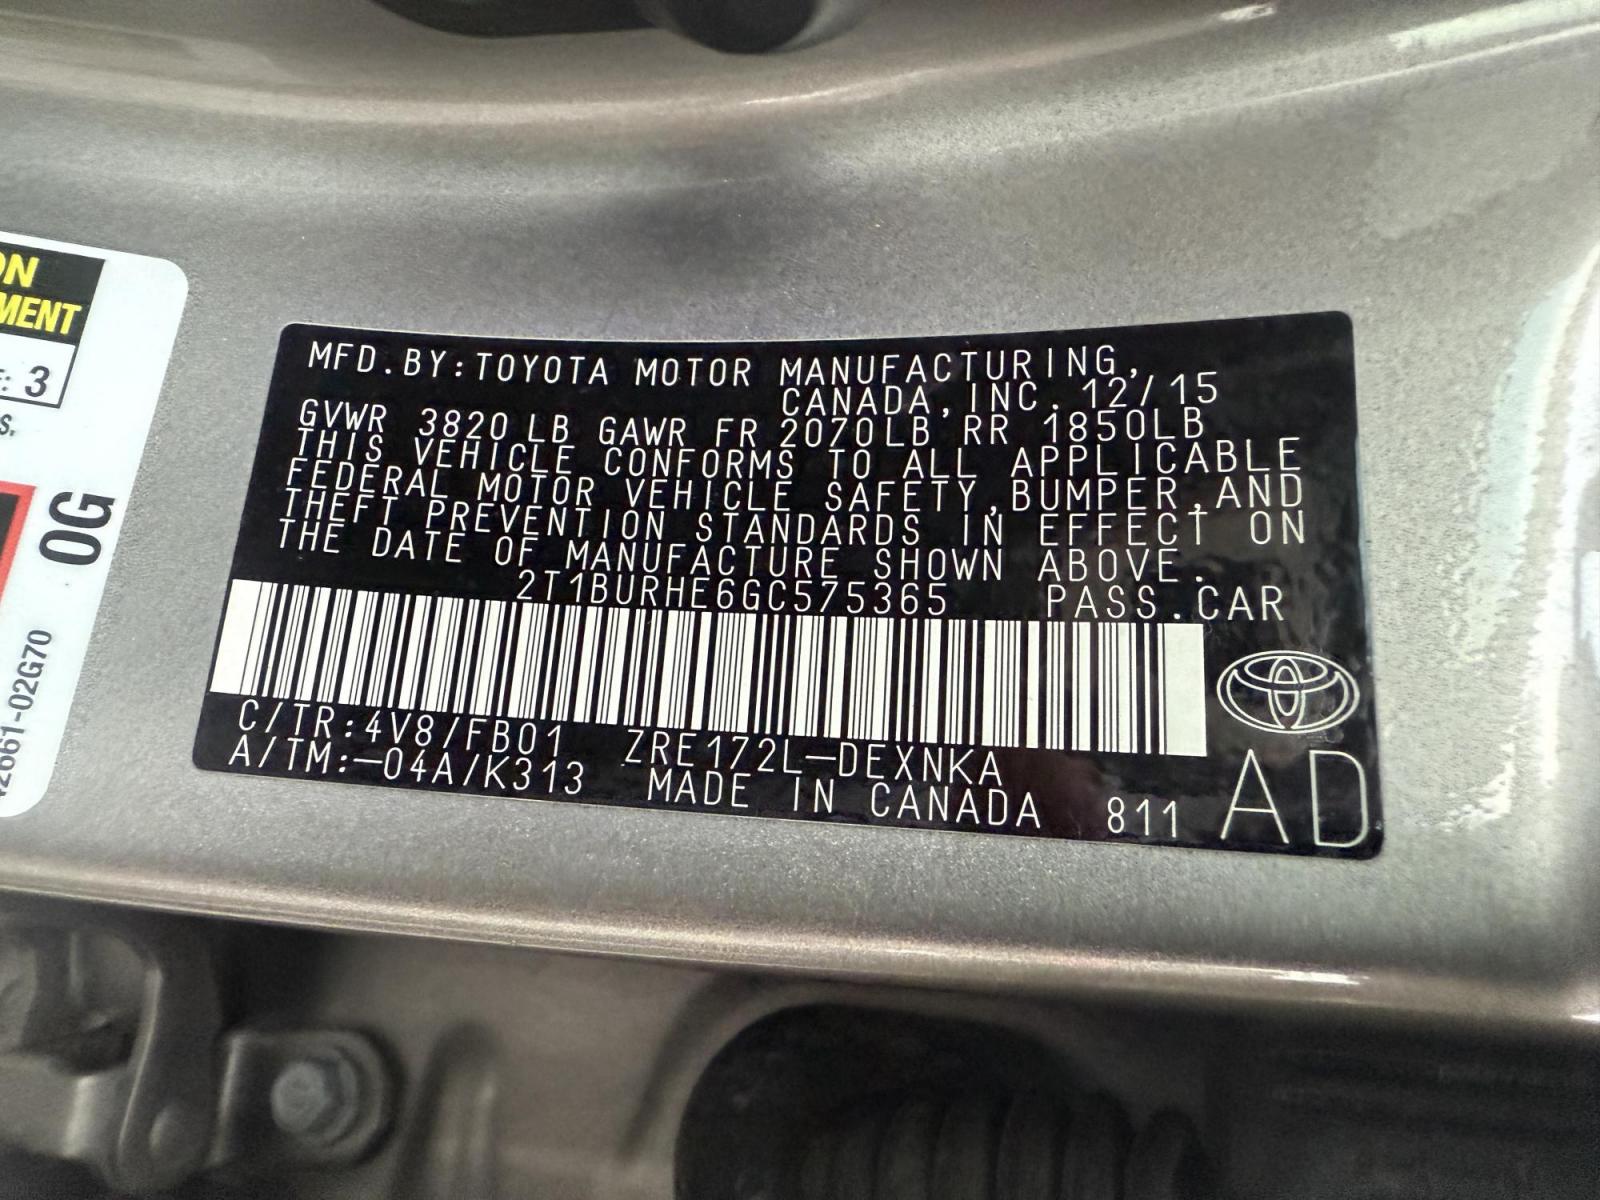 ON
MENT
: 3
S.
0G
2661-02G70
MFD.BY:TOYOTA MOTOR MANUFACTURING,
CANADA,INC.12/15
GVWR 3820LB GAWR FR 2070LB RR 1850LB
THIS VEHICLE CONFORMS TO ALL APPLICABLE
FEDERAL MOTOR VEHICLE SAFETY,BUMPER,AND
THEFT PREVENTION STANDARDS IN EFFECT ON
THE DATE OF MANUFACTURE SHOWN ABOVE.
2T1BURHE6GC575365 PASS.CAR
C/TR:4V8/FB01 ZRE172L-DEXNKA
A/TM:-04A/K313 MADE IN CANADA 811 AD